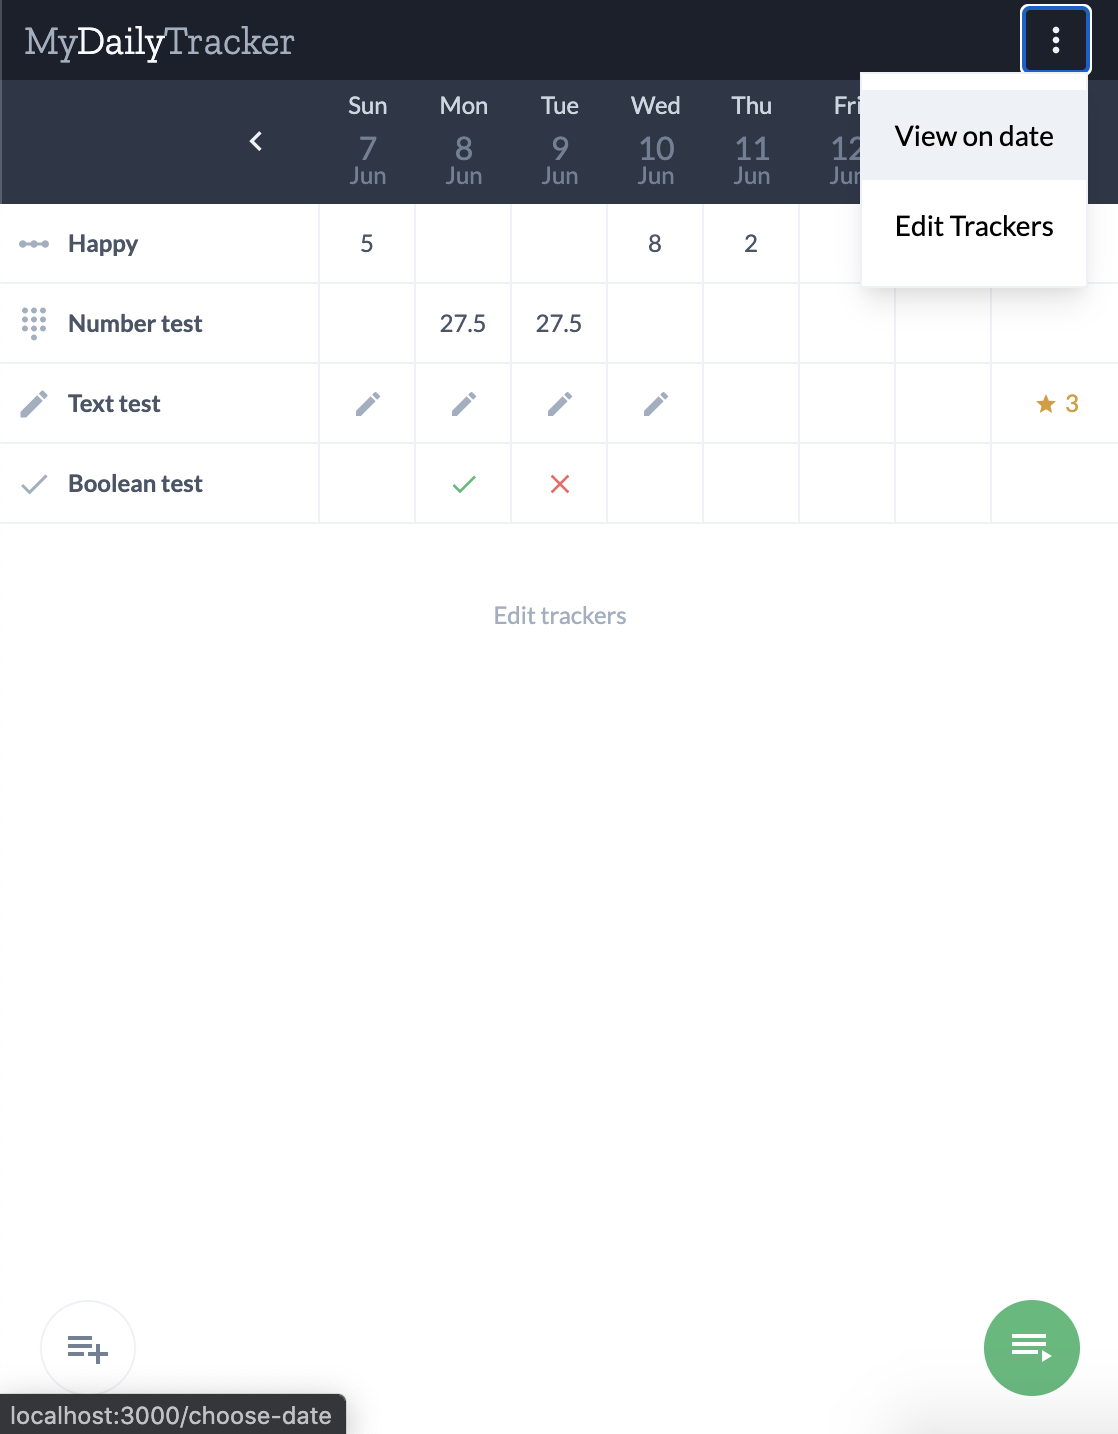 MyDailyTracker
View on date
Edit Trackers
Sun Mon Tue Wed Thu Fri
7 8 9 10 11 12
Jun Jun Jun Jun Jun Jun
Happy 5 8 2
Number test 27.5 27.5
Text test 3
Boolean test
Edit trackers
localhost:3000/choose-date